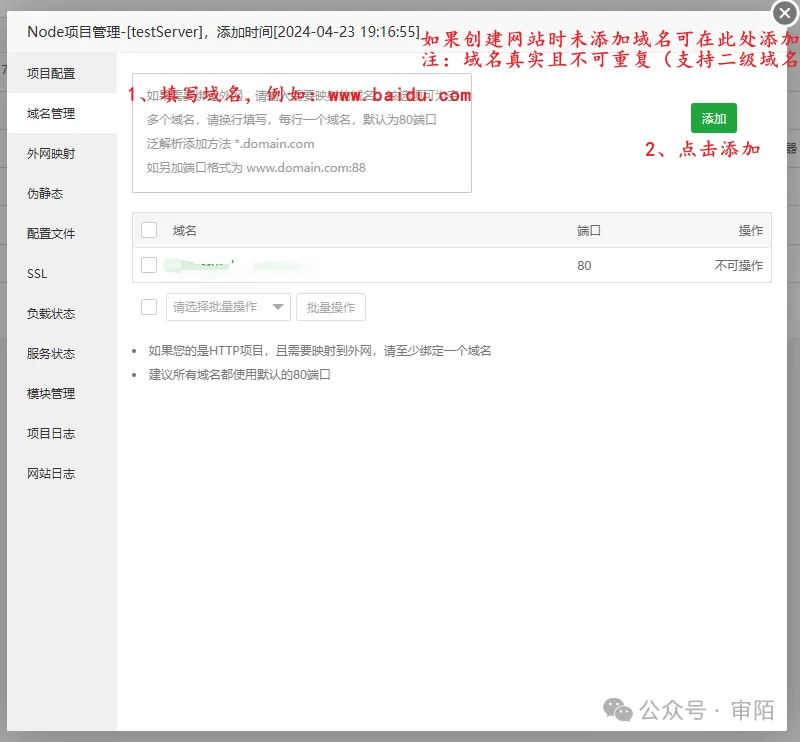 Node项目管理-[testServer]，添加时间[2024-04-23 19:16:55]
如果创建网站时未添加域名可在此处添加
注：域名真实且不可重复（支持二级域名
项目配置
域名管理
外网映射
伪静态
配置文件
SSL
负载状态
服务状态
模块管理
项目日志
网站日志
1、填写域名，例如：www.baidu.com
多个域名，请换行填写，每行一个域名，默认为80端口
泛解析添加方法 *.domain.com
如另加端口格式为 www.domain.com:88
添加
2、点击添加
器
域名 端口 操作
80 不可操作
请选择批量操作 批量操作
如果您的是HTTP项目，且需要映射到外网，请至少绑定一个域名
建议所有域名都使用默认的80端口
公众号 · 审陌